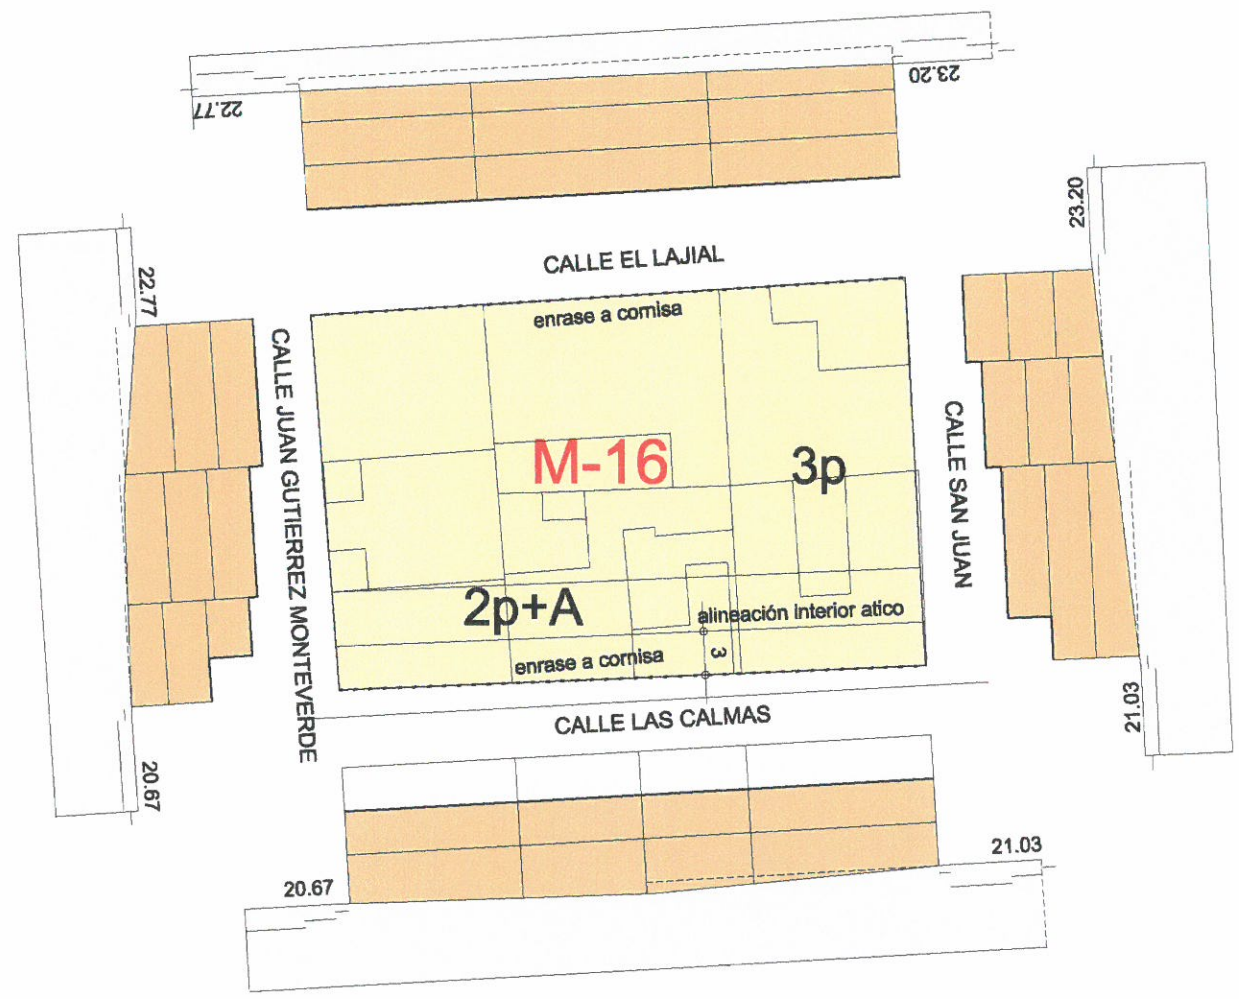 23.20
22.77
23.20
CALLE EL LAJIAL
22.77
enrase a cornisa
CALLE JUAN GUTIERREZ MONTEVERDE
CALLE SAN JUAN
M-16
3p
2p+A
alineación interior atico
enrase a cornisa
3
CALLE LAS CALMAS
21.03
20.67
21.03
20.67